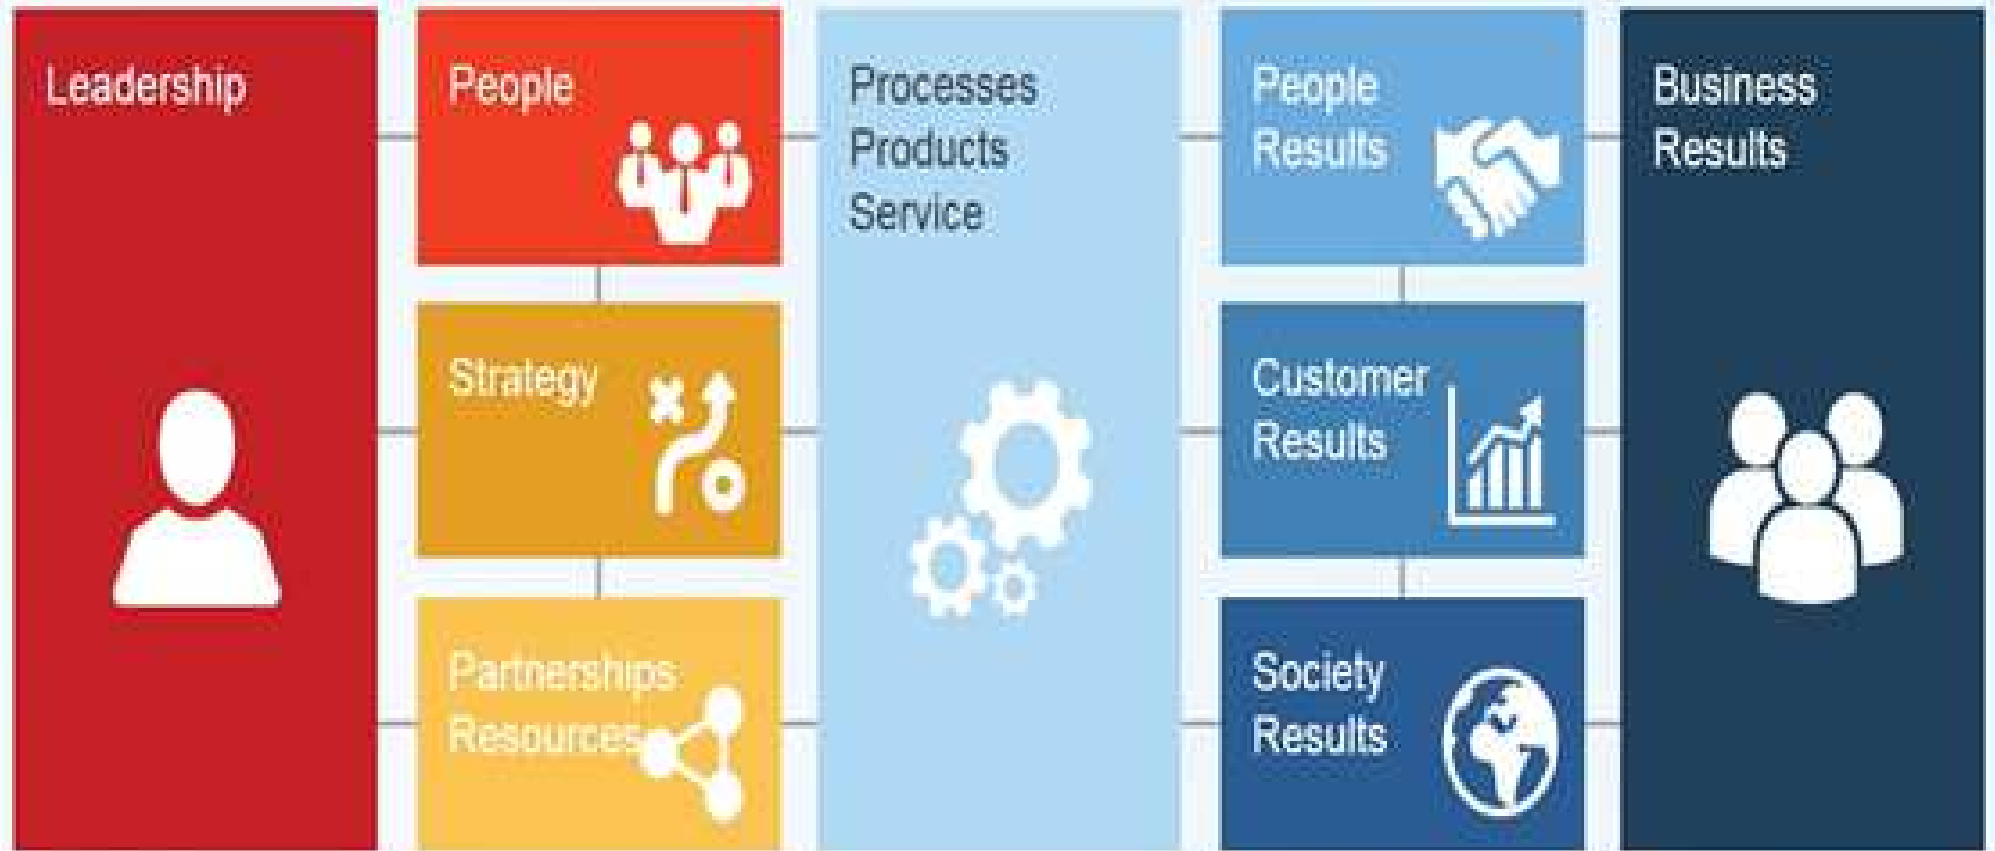 Leadership
People
Strategy
Partnerships
Resources
Processes
Products
Service
People
Results
Customer
Results
Society
Results
Business
Results